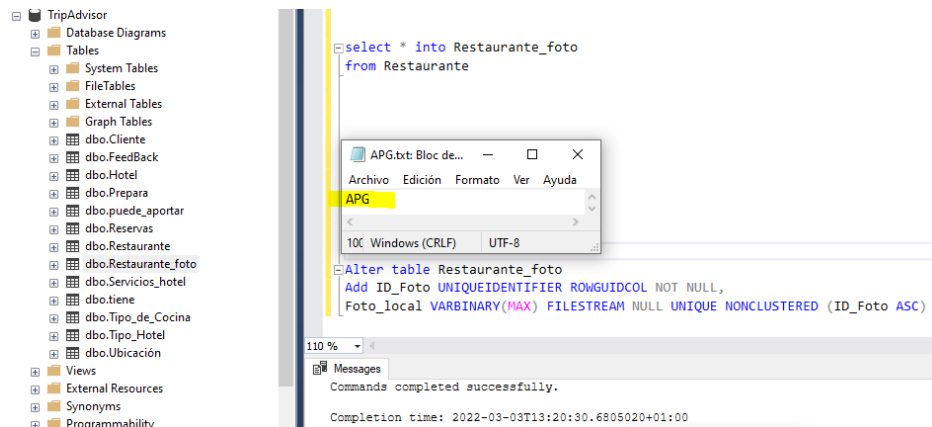 TripAdvisor
Database Diagrams
Tables
System Tables
FileTables
External Tables
Graph Tables
dbo.Cliente
dbo.FeedBack
dbo.Hotel
dbo.Prepara
dbo.puede_aportar
dbo.Reservas
dbo.Restaurante
dbo.Restaurante_foto
dbo.Servicios_hotel
dbo.tiene
dbo.Tipo_de_Cocina
dbo.Tipo_Hotel
dbo.Ubicación
Views
External Resources
Synonyms
Programmability
select * into Restaurante_foto
from Restaurante
APG.txt: Bloc de...
Archivo Edición Formato Ver Ayuda
APG
Windows (CRLF) UTF-8
Alter table Restaurante_foto
Add ID_Foto UNIQUEIDENTIFIER ROWGUIDCOL NOT NULL,
Foto_local VARBINARY(MAX) FILESTREAM NULL UNIQUE NONCLUSTERED (ID_Foto ASC)
110 %
Messages
Commands completed successfully.
Completion time: 2022-03-03T13:20:30.6805020+01:00